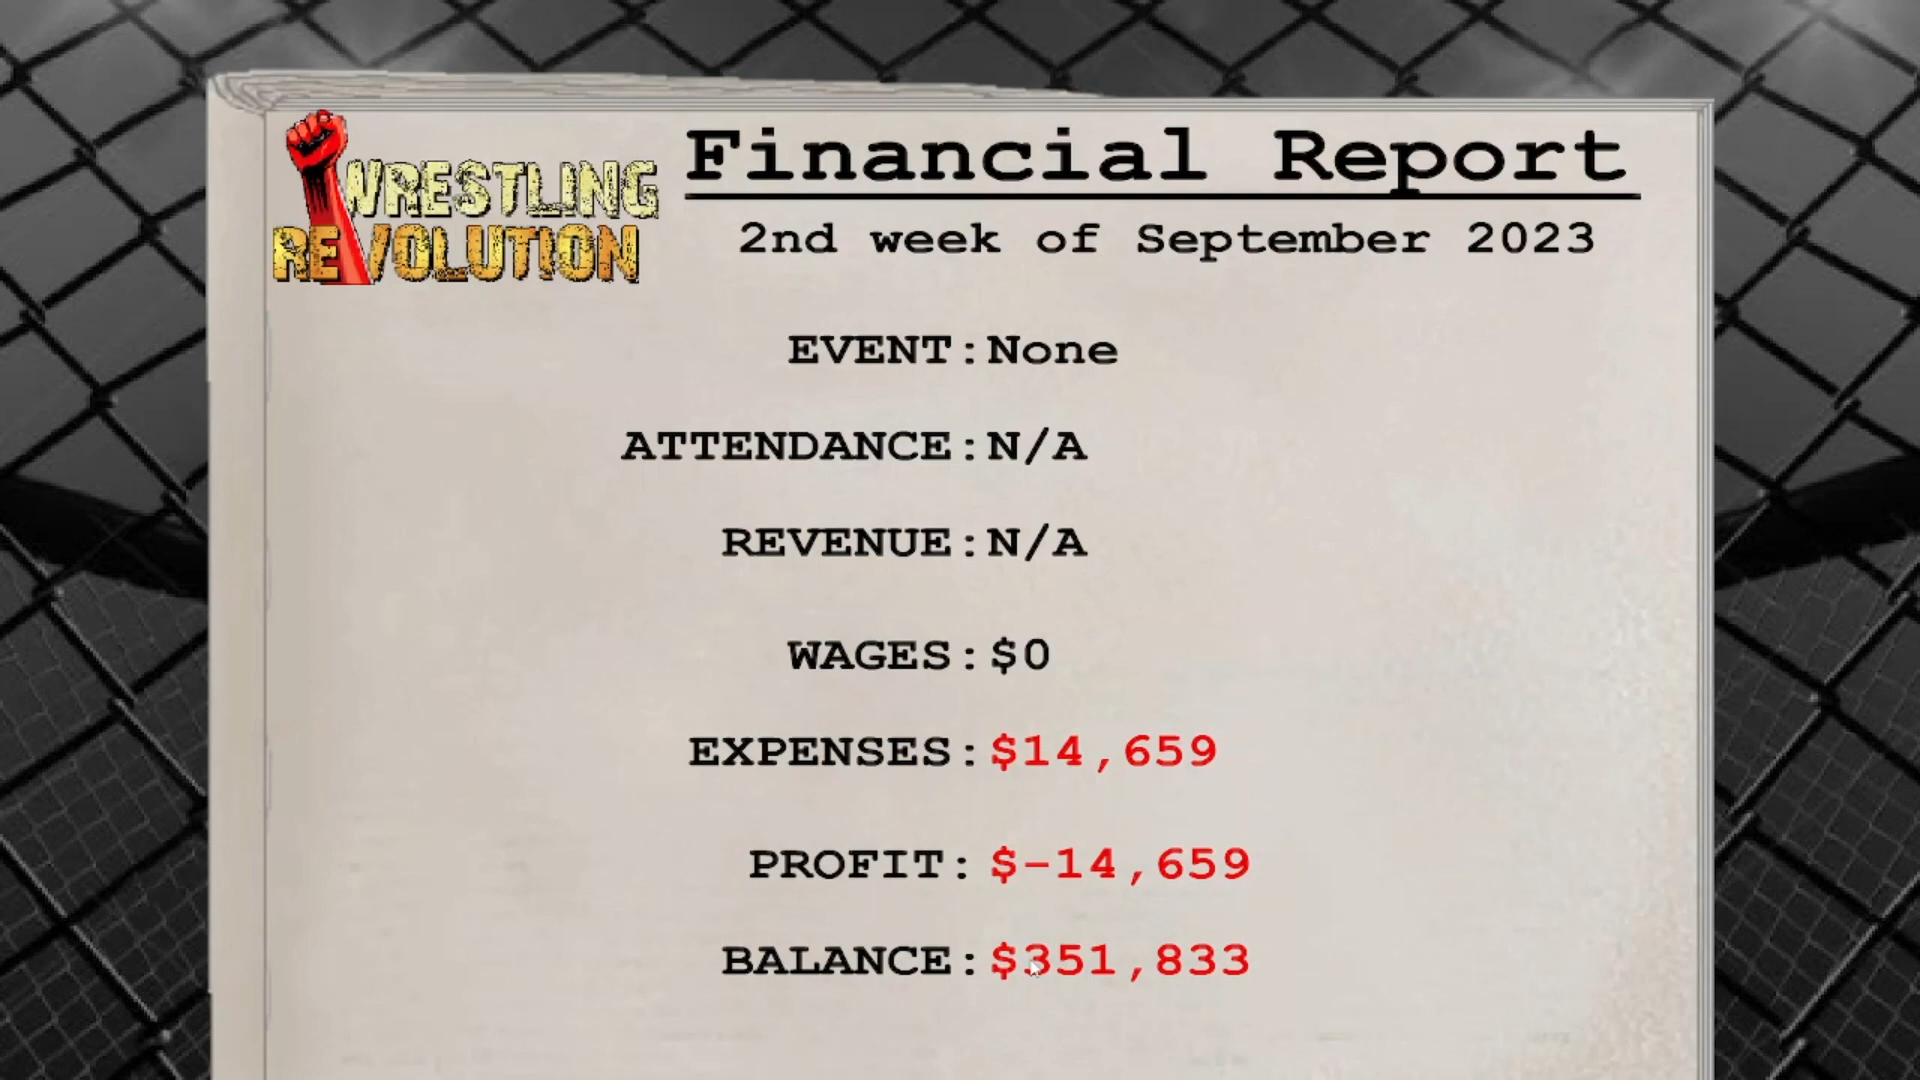 WRESTLING
REVOLUTION
Financial Report
2nd week of September 2023
EVENT:None
ATTENDANCE:N/A
REVENUE:N/A
WAGES:$0
EXPENSES:$14,659
PROFIT:$-14,659
BALANCE:$351,833